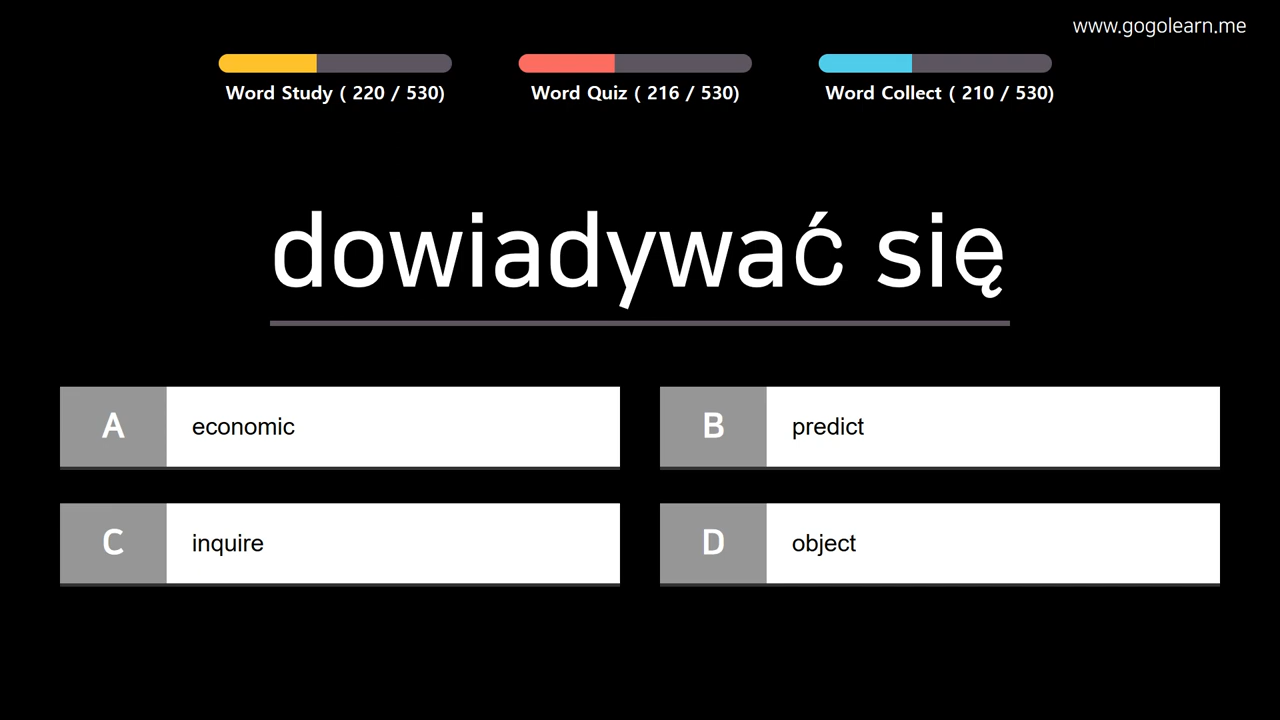 www.gogolearn.me
Word Study ( 220 / 530)
Word Quiz ( 216 / 530)
Word Collect ( 210 / 530)
dowiadywać się
A economic
B predict
C inquire
D object